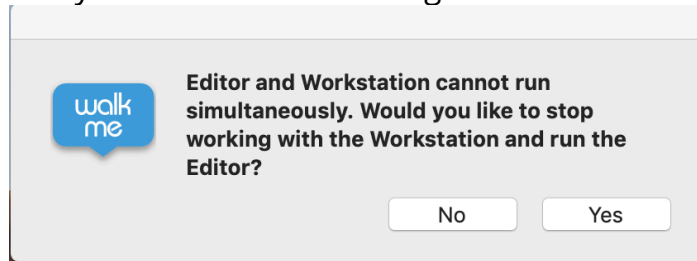 walk
me
Editor and Workstation cannot run
simultaneously. Would you like to stop
working with the Workstation and run the
Editor?
No Yes